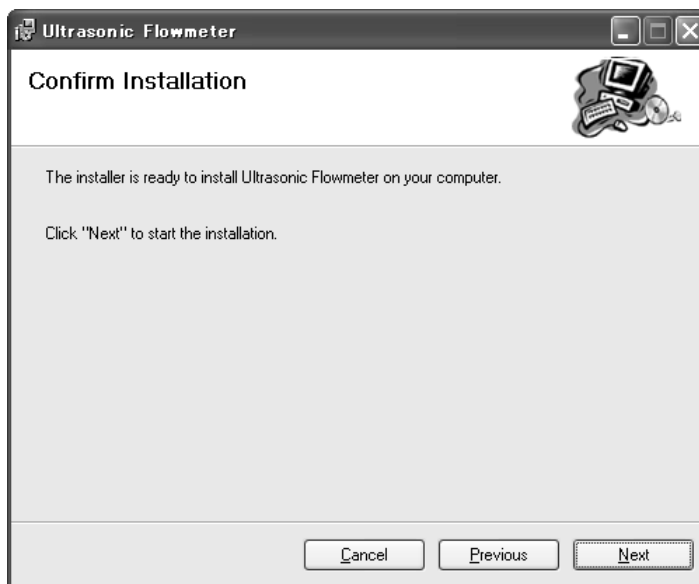 Ultrasonic Flowmeter
Confirm Installation
The installer is ready to install Ultrasonic Flowmeter on your computer.
Click "Next" to start the installation.
Cancel
Previous
Next